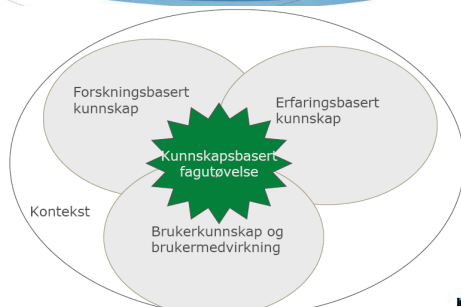 Forskningsbasert
kunnskap
Erfaringsbasert
kunnskap
Kunnskapsbasert
fagutøvelse
Kontekst
Brukerkunnskap og
brukermedvirkning